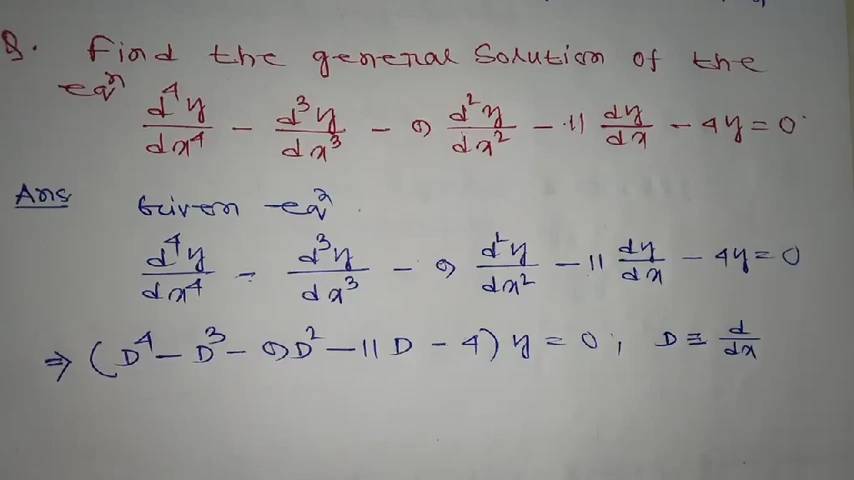 Q. Find the general solution of the
eqⁿ d⁴y/dx⁴ - d³y/dx³ - 9 d²y/dx² - 11 dy/dx - 4y = 0
Ans Given eqⁿ.
d⁴y/dx⁴ - d³y/dx³ - 9 d²y/dx² - 11 dy/dx - 4y = 0
⇒ (D⁴ - D³ - 9D² - 11D - 4) y = 0, D ≡ d/dx